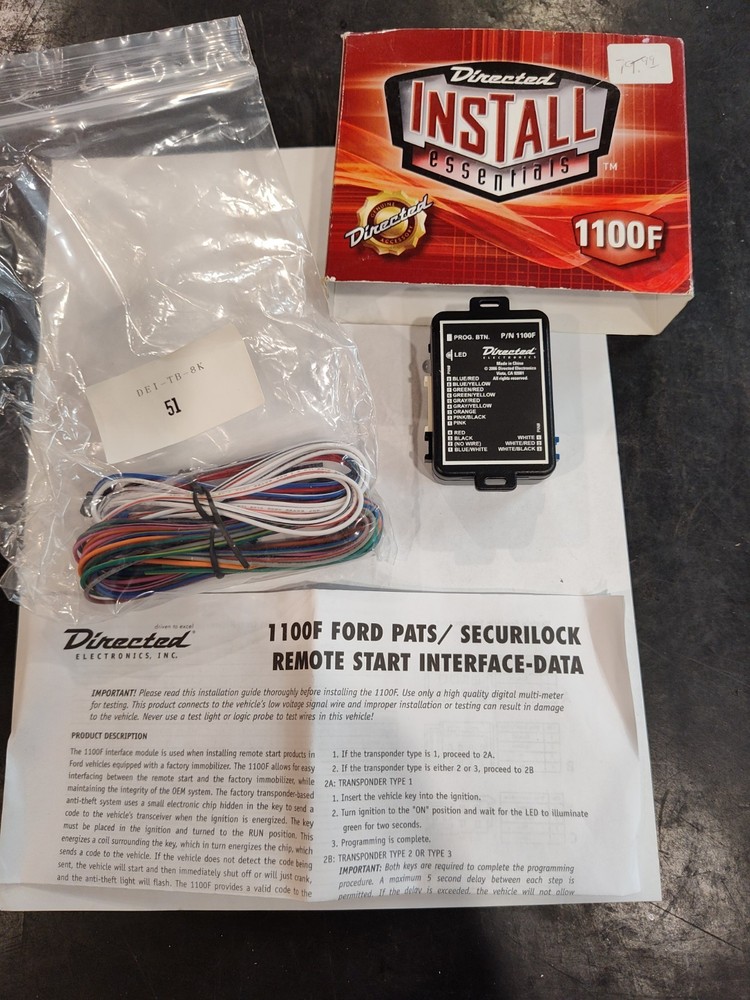 Directed
INSTALL
essentials™
79.99
GENUINE
Directed
ACCESSORY
1100F
PROG. BTN. P/N 1100F
LED
Directed
ELECTRONICS
Made in China
© 2006 Directed Electronics
Vista, CA 92081
All rights reserved
BLUE/RED
BLUE/YELLOW
GREEN/RED
GREEN/YELLOW
GRAY/RED
GRAY/YELLOW
ORANGE
PINK/BLACK
PINK
RED
BLACK WHITE
(NO WIRE) WHITE/RED
BLUE/WHITE WHITE/BLACK
DEI-TB-8K
51
driven to excel
Directed®
ELECTRONICS, INC.
1100F FORD PATS/ SECURILOCK
REMOTE START INTERFACE-DATA
IMPORTANT! Please read this installation guide thoroughly before installing the 1100F. Use only a high quality digital multi-meter
for testing. This product connects to the vehicle's low voltage signal wire and improper installation or testing can result in damage
to the vehicle. Never use a test light or logic probe to test wires in this vehicle!
PRODUCT DESCRIPTION
The 1100F interface module is used when installing remote start products in
Ford vehicles equipped with a factory immobilizer. The 1100F allows for easy
interfacing between the remote start and the factory immobilizer, while
maintaining the integrity of the OEM system. The factory transponder-based
anti-theft system uses a small electronic chip hidden in the key to send a
code to the vehicle's transceiver when the ignition is energized. The key
must be placed in the ignition and turned to the RUN position. This
energizes a coil surrounding the key, which in turn energizes the chip, which
sends a code to the vehicle. If the vehicle does not detect the code being
sent, the vehicle will start and then immediately shut off or will just crank,
and the anti-theft light will flash. The 1100F provides a valid code to the
1. If the transponder type is 1, proceed to 2A.
2. If the transponder type is either 2 or 3, proceed to 2B
2A: TRANSPONDER TYPE 1
1. Insert the vehicle key into the ignition.
2. Turn ignition to the "ON" position and wait for the LED to illuminate
green for two seconds.
3. Programming is complete.
2B: TRANSPONDER TYPE 2 OR TYPE 3
IMPORTANT: Both keys are required to complete the programming
procedure. A maximum 5 second delay between each step is
permitted. If the delay is exceeded, the vehicle will not allow